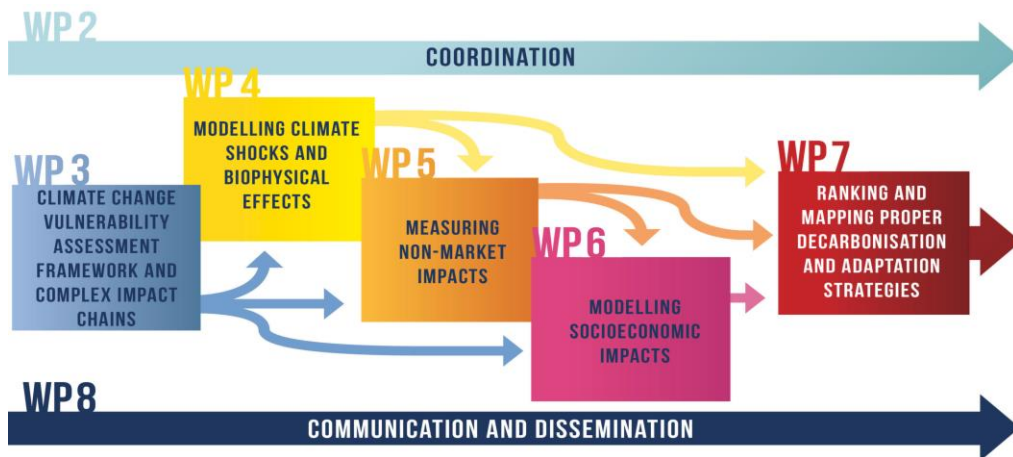 WP 2
COORDINATION
WP 4
MODELLING CLIMATE
SHOCKS AND
BIOPHYSICAL
EFFECTS
WP 3
CLIMATE CHANGE
VULNERABILITY
ASSESSMENT
FRAMEWORK AND
COMPLEX IMPACT
CHAINS
WP 5
MEASURING
NON-MARKET
IMPACTS
WP 6
MODELLING
SOCIOECONOMIC
IMPACTS
WP 7
RANKING AND
MAPPING PROPER
DECARBONISATION
AND ADAPTATION
STRATEGIES
WP 8
COMMUNICATION AND DISSEMINATION